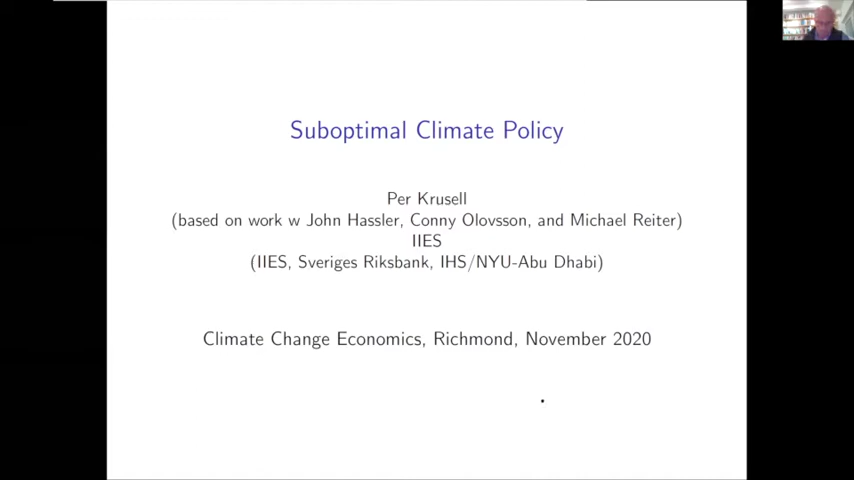 Suboptimal Climate Policy
Per Krusell
(based on work w John Hassler, Conny Olovsson, and Michael Reiter)
IIES
(IIES, Sveriges Riksbank, IHS/NYU-Abu Dhabi)
Climate Change Economics, Richmond, November 2020